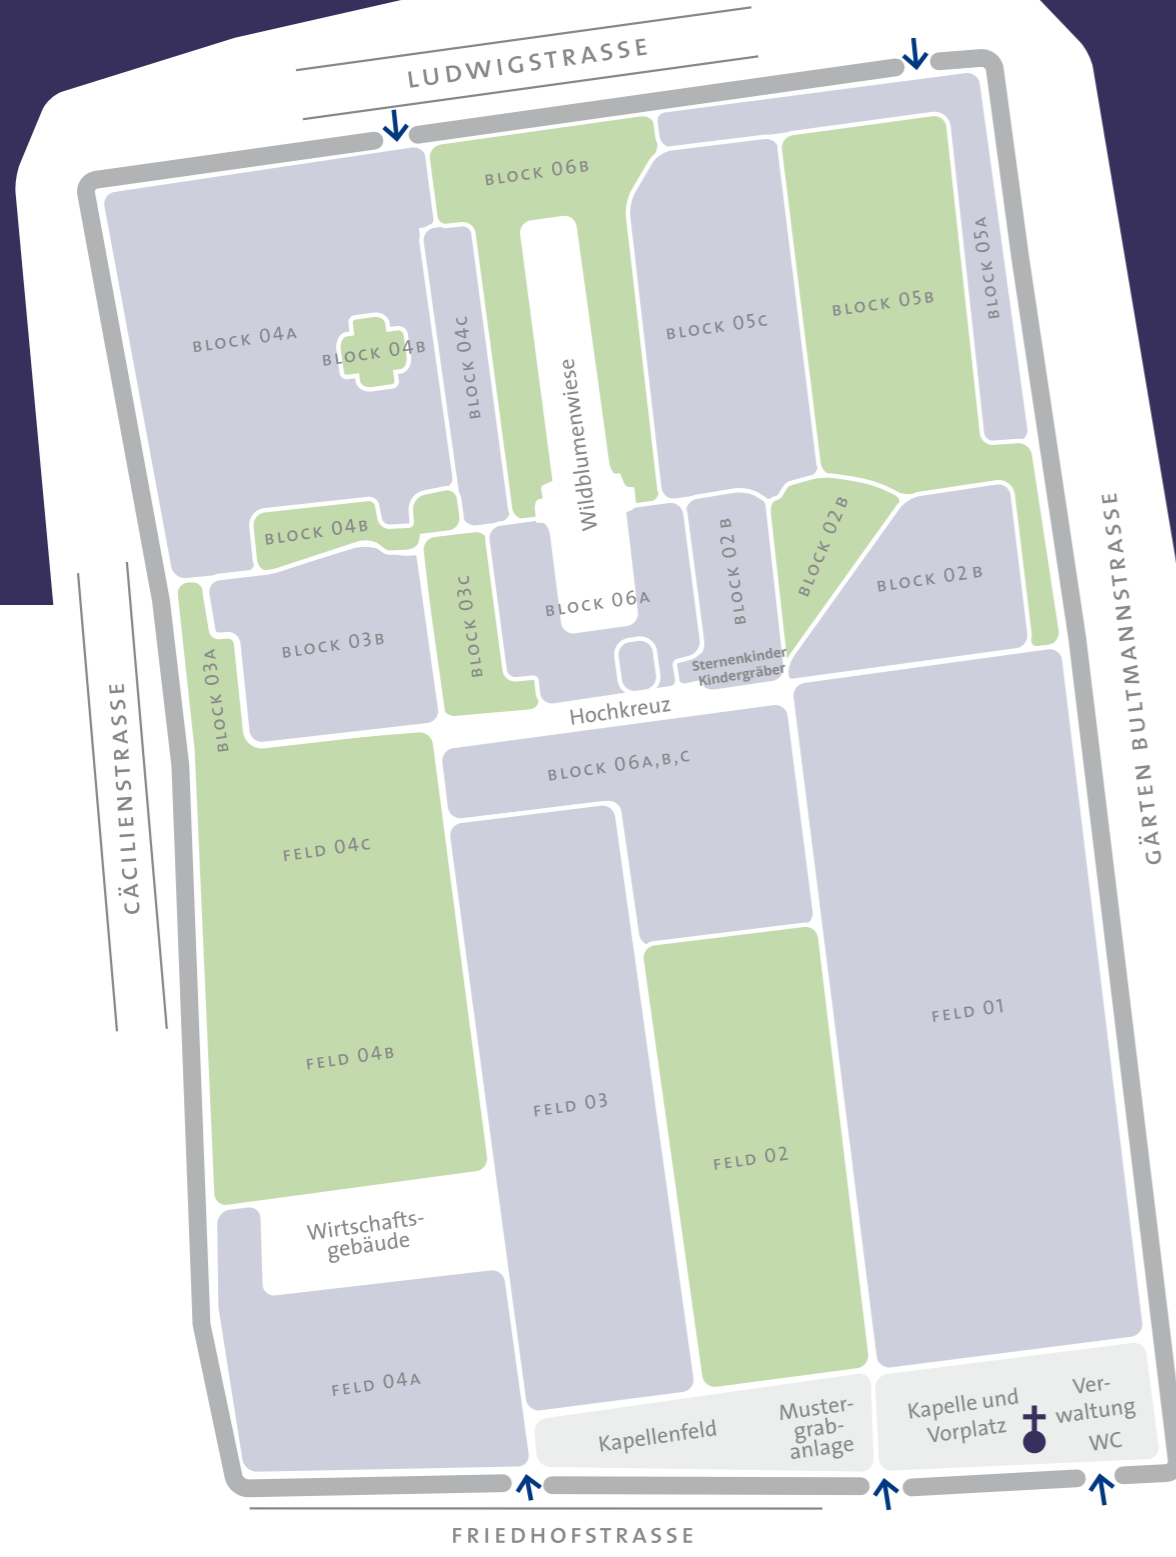 LUDWIGSTRASSE
BLOCK 06B
BLOCK 05A
BLOCK 05B
BLOCK 05C
BLOCK 04A
BLOCK 04B
BLOCK 04C
Wildblumenwiese
BLOCK 04B
BLOCK 02B
BLOCK 02B
BLOCK 02B
BLOCK 03C
BLOCK 06A
BLOCK 03B
BLOCK 03A
Sternenkinder
Kindergräber
Hochkreuz
GÄRTEN BULTMANNSTRASSE
CÄCILIENSTRASSE
BLOCK 06A,B,C
FELD 04C
FELD 01
FELD 04B
FELD 03
FELD 02
Wirtschafts-
gebäude
FELD 04A
Kapellenfeld
Muster-
grab-
anlage
Kapelle und
Vorplatz
Ver-
waltung
WC
FRIEDHOFSTRASSE